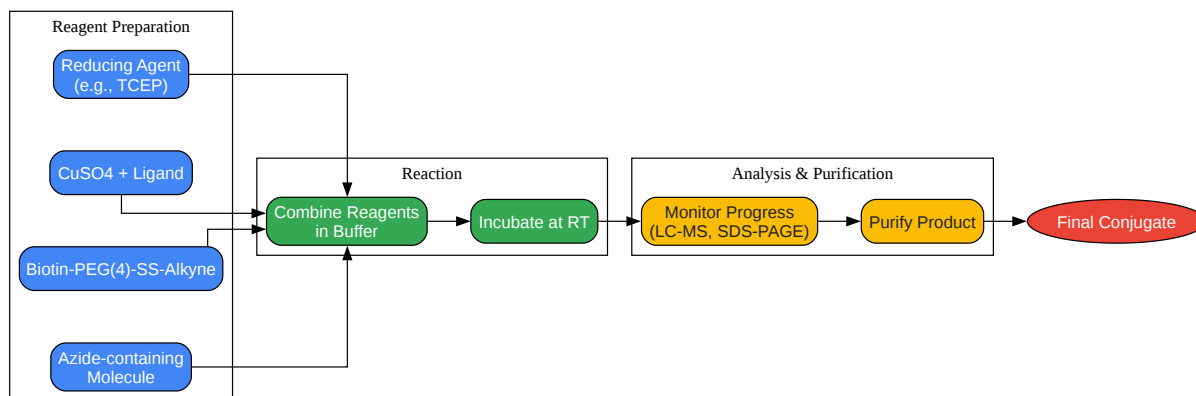 Reagent Preparation
Reducing Agent
(e.g., TCEP)
CuSO4 + Ligand
Biotin-PEG(4)-SS-Alkyne
Azide-containing
Molecule
Reaction
Combine Reagents
in Buffer
Incubate at RT
Analysis & Purification
Monitor Progress
(LC-MS, SDS-PAGE)
Purify Product
Final Conjugate